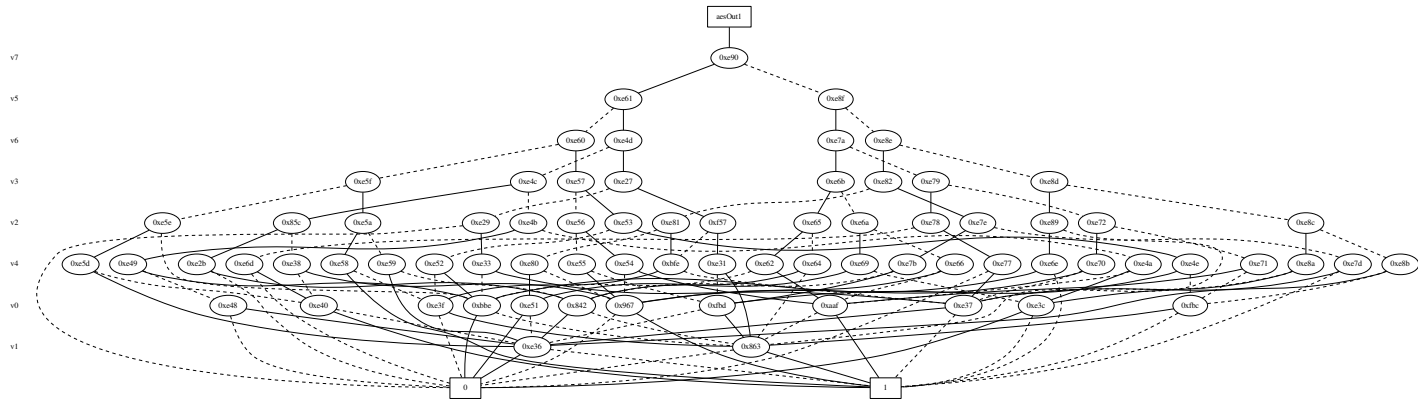 aesOut1
v7 0xe90
v5 0xe61 0xe8f
v6 0xe60 0xe4d 0xe7a 0xe8e
v3 0xe5f 0xe4c 0xe57 0xe27 0xe6b 0xe82 0xe79 0xe8d
v2 0xe5e 0x85c 0xe5a 0xe29 0xe4b 0xe56 0xe53 0xe81 0xf57 0xe65 0xe6a 0xe78 0xe7e 0xe89 0xe72 0xe8c
v4 0xe5d 0xe49 0xe2b 0xe6d 0xe38 0xe58 0xe59 0xe52 0xe33 0xe80 0xe55 0xe54 0xbfe 0xe31 0xe62 0xe64 0xe69 0xe7b 0xe66 0xe77 0xe6e 0xe70 0xe4a 0xe4e 0xe71 0xe8a 0xe7d 0xe8b
v0 0xe48 0xe40 0xe3f 0xbbe 0xe51 0x842 0x967 0xfbd 0xaaf 0xe37 0xe3c 0xfbc
v1 0xe36 0x863
0 1